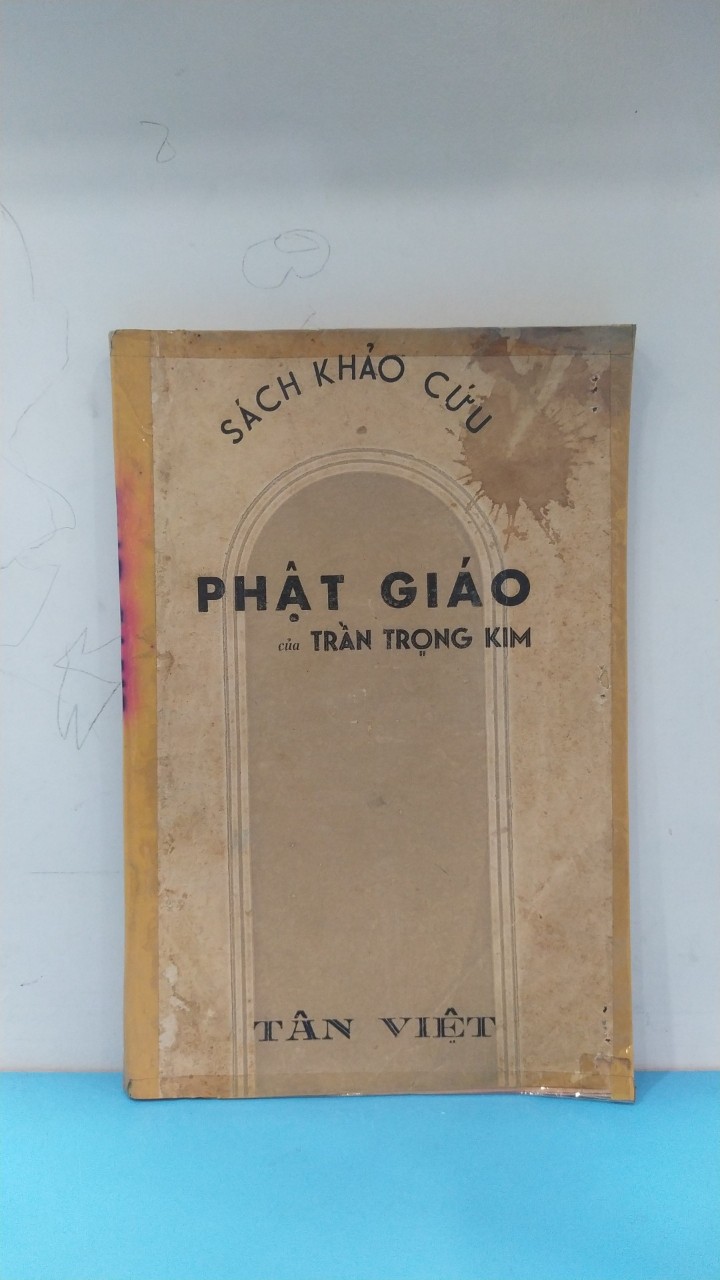 SÁCH KHẢO CỨU
PHẬT GIÁO
của TRẦN TRỌNG KIM
TÂN VIỆT